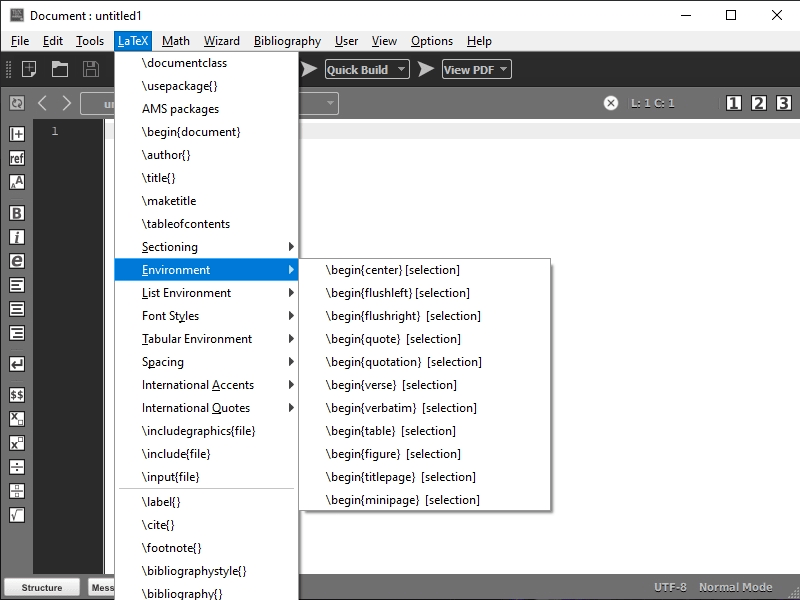 Document : untitled1
File Edit Tools LaTeX Math Wizard Bibliography User View Options Help
Quick Build View PDF
L: 1 C: 1 1 2 3
1
\documentclass
\usepackage{}
AMS packages
\begin{document}
\author{}
\title{}
\maketitle
\tableofcontents
Sectioning
Environment
List Environment
Font Styles
Tabular Environment
Spacing
International Accents
International Quotes
\includegraphics{file}
\include{file}
\input{file}
\label{}
\cite{}
\footnote{}
\bibliographystyle{}
\bibliography{}
\begin{center} [selection]
\begin{flushleft} [selection]
\begin{flushright} [selection]
\begin{quote} [selection]
\begin{quotation} [selection]
\begin{verse} [selection]
\begin{verbatim} [selection]
\begin{table} [selection]
\begin{figure} [selection]
\begin{titlepage} [selection]
\begin{minipage} [selection]
ref
B
i
e
$$
Structure Mess
UTF-8 Normal Mode